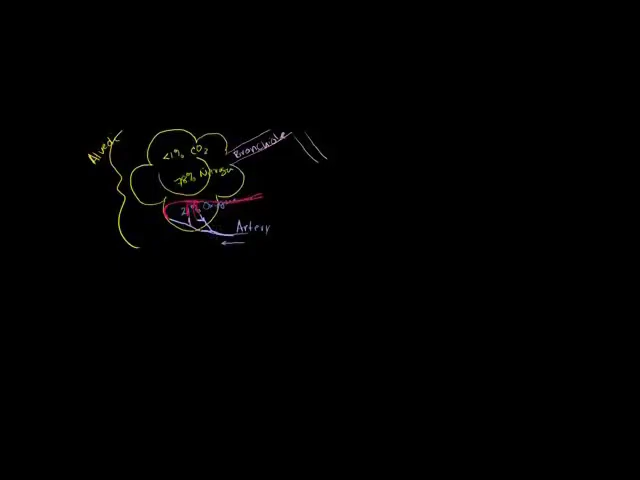 Alveoli
<1% CO2
Bronchiole
78% Nitrogen
21% Oxygen
Artery